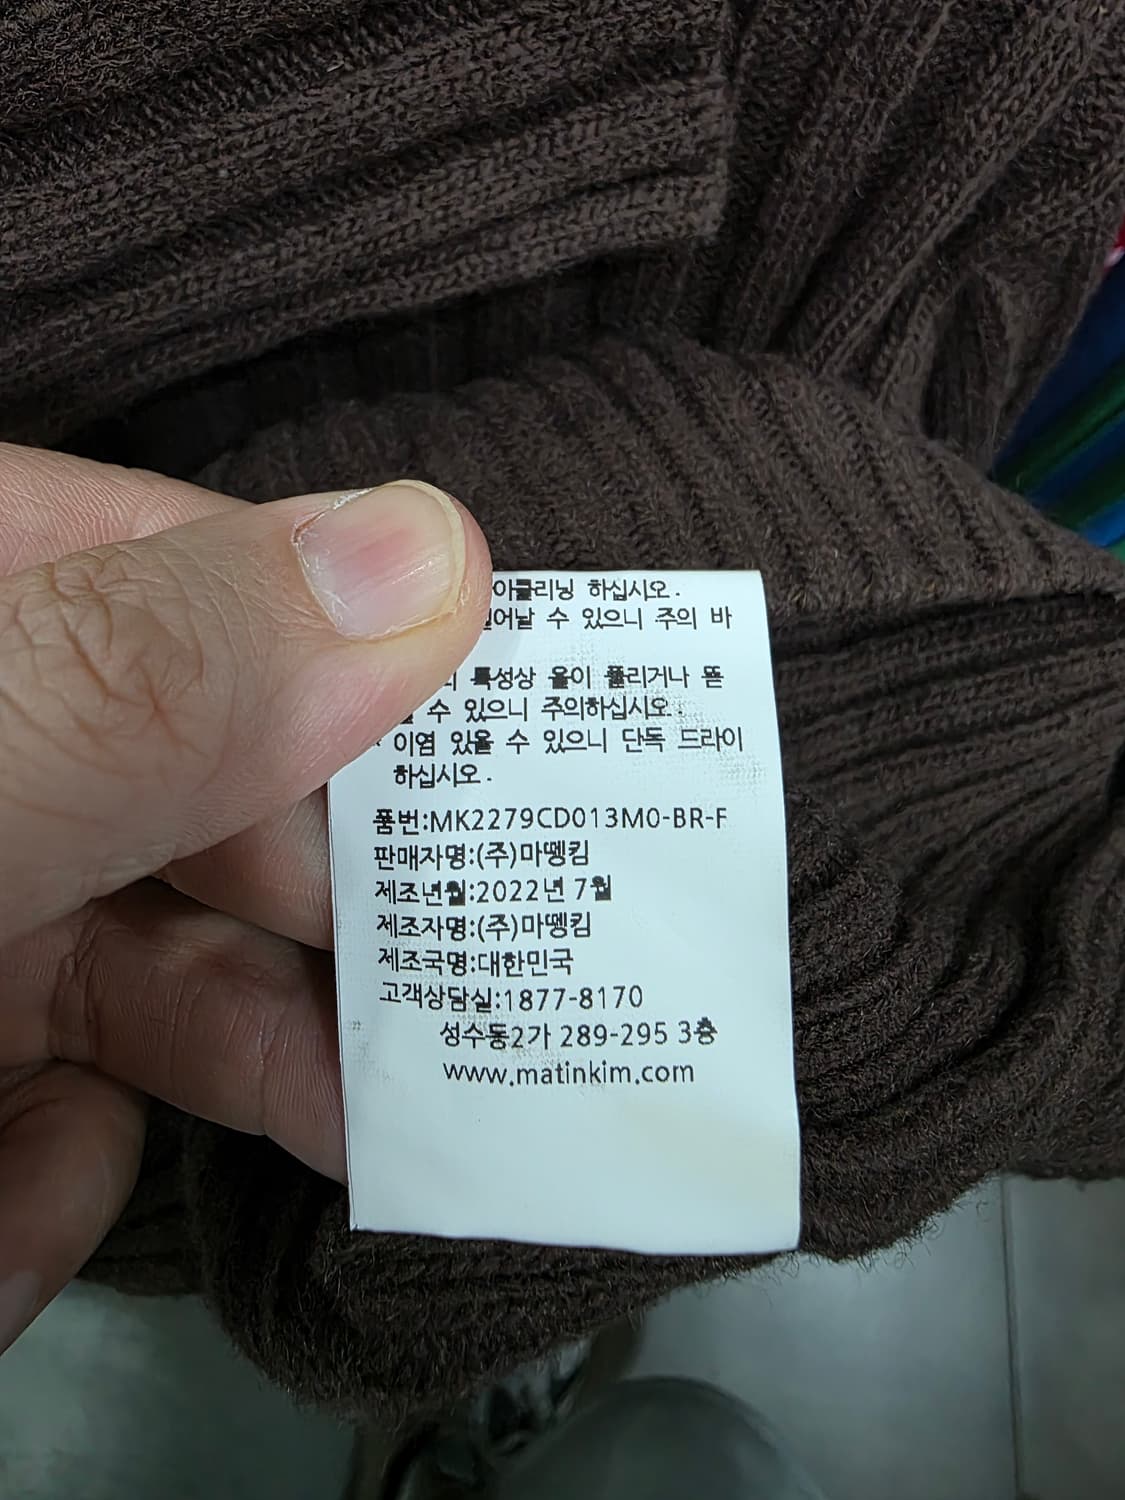 아클리닝 하십시오.
일어날 수 있으니 주의 바
특성상 올이 풀리거나 뜯
수 있으니 주의하십시오.
* 이염 있을 수 있으니 단독 드라이
하십시오.
품번:MK2279CD013M0-BR-F
판매자명:(주)마뗑킴
제조년월:2022년 7월
제조자명:(주)마뗑킴
제조국명:대한민국
고객상담실:1877-8170
성수동2가 289-295 3층
www.matinkim.com